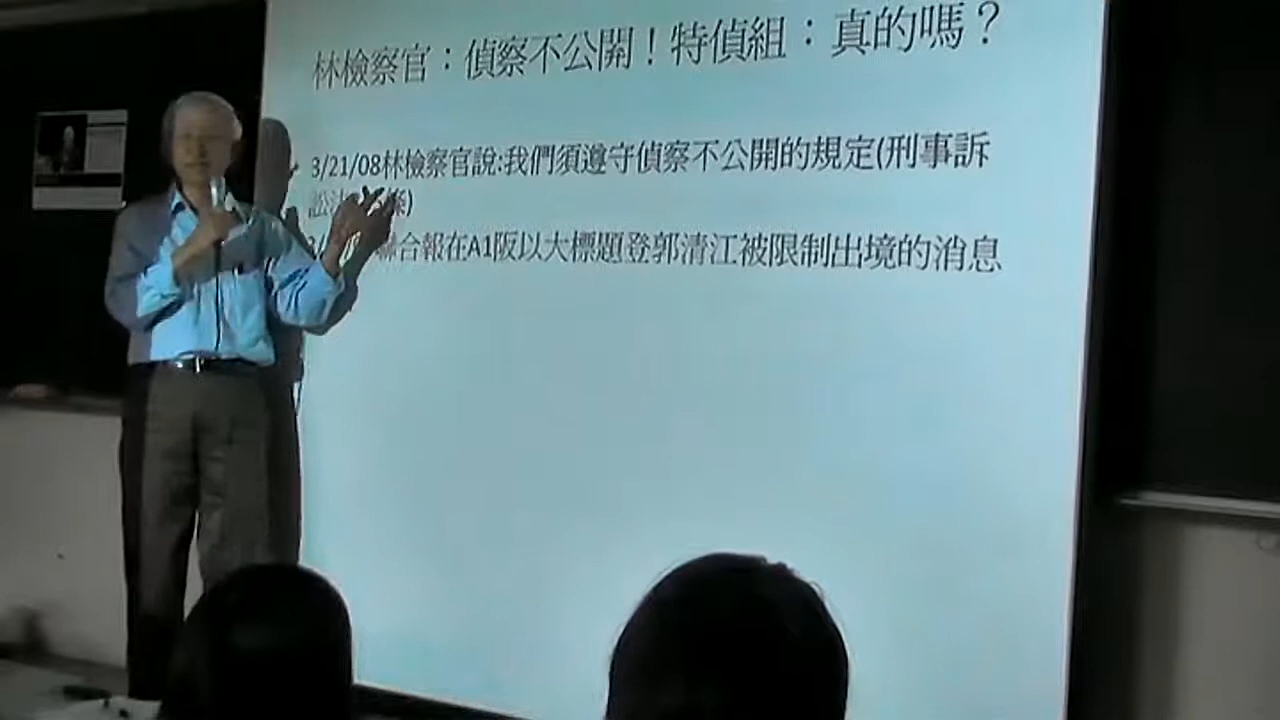 林檢察官：偵察不公開！特偵組：真的嗎？
3/21/08林檢察官說:我們須遵守偵察不公開的規定(刑事訴
訟法 條)
聯合報在A1阪以大標題登郭清江被限制出境的消息